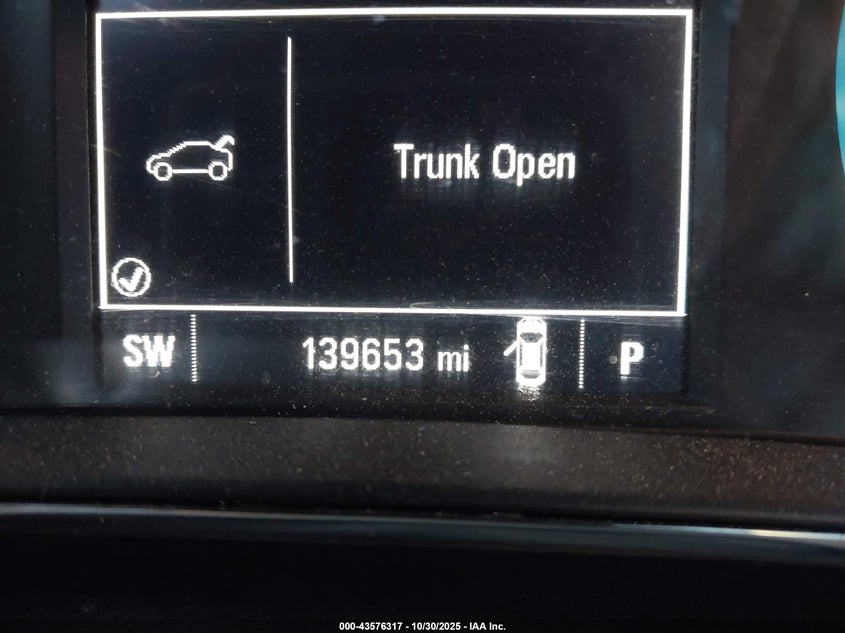 Trunk Open
SW 139653 mi P
000-43576317 - 10/30/2025 - IAA Inc.